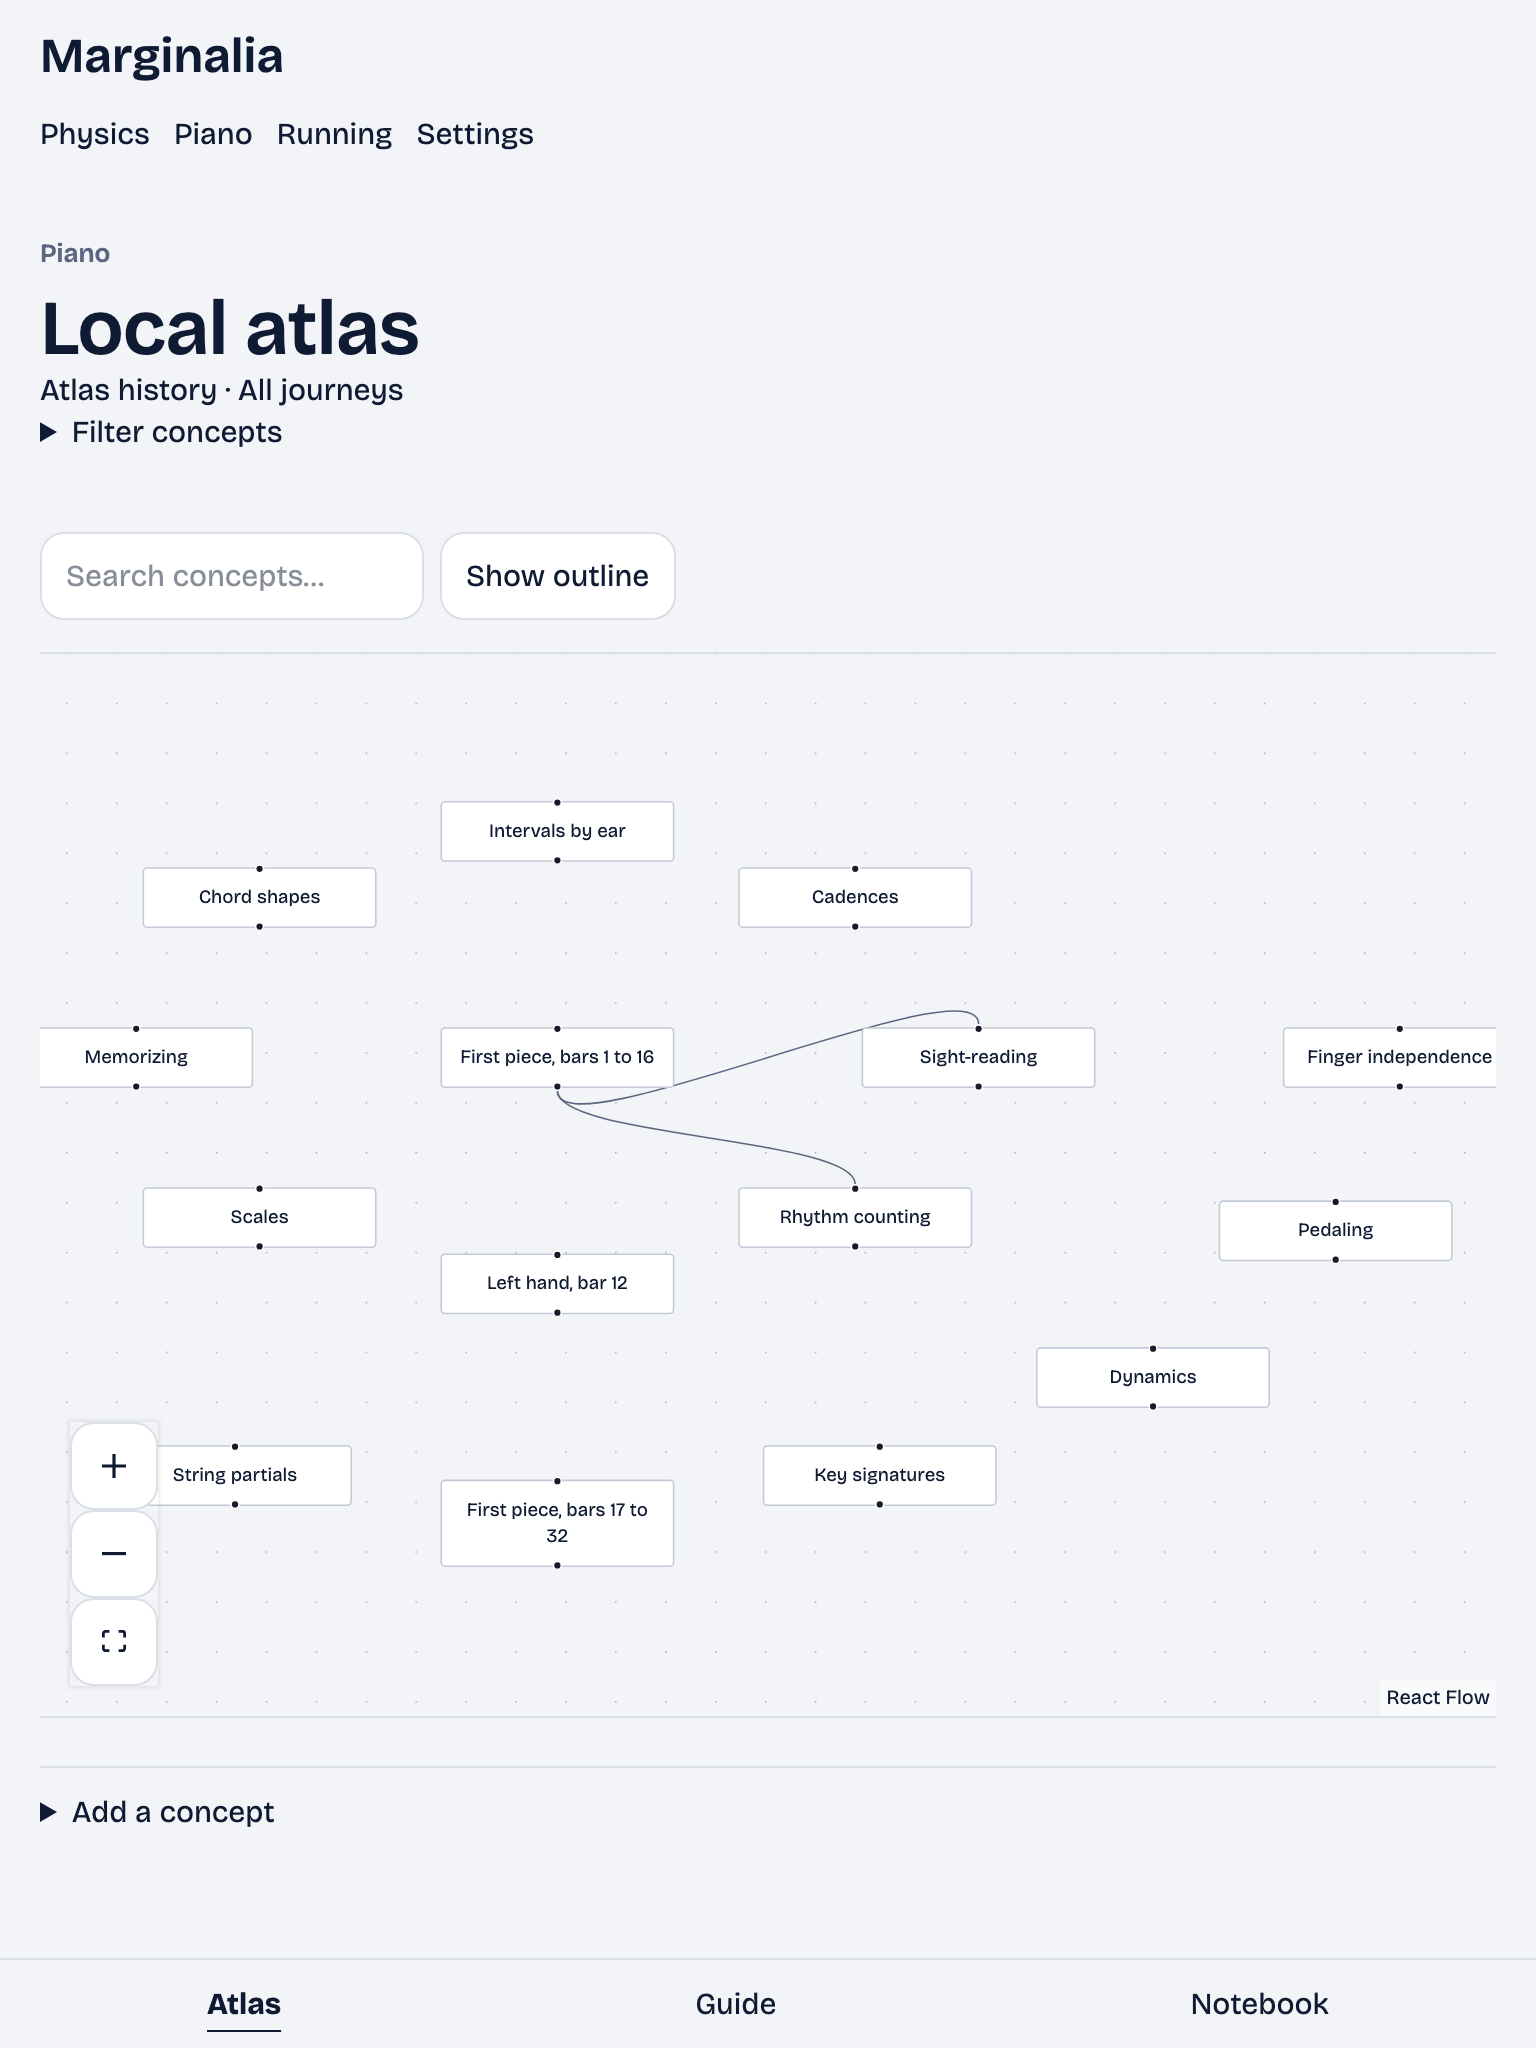 Marginalia
Physics Piano Running Settings
Piano
Local atlas
Atlas history · All journeys
Filter concepts
Search concepts...
Show outline
Intervals by ear
Chord shapes
Cadences
Memorizing
First piece, bars 1 to 16
Sight-reading
Finger independence
Scales
Rhythm counting
Pedaling
Left hand, bar 12
Dynamics
String partials
Key signatures
First piece, bars 17 to
32
React Flow
Add a concept
Atlas
Guide
Notebook